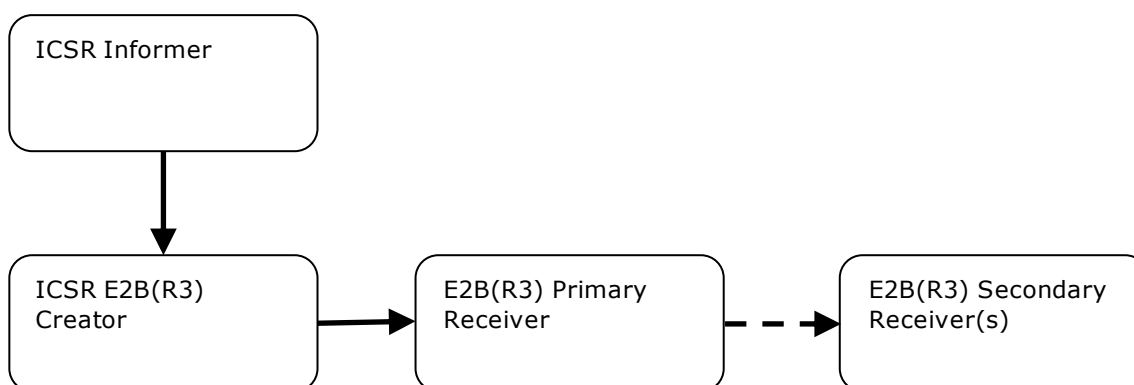 ICSR Informer
ICSR E2B(R3)
Creator
E2B(R3) Primary
Receiver
E2B(R3) Secondary
Receiver(s)